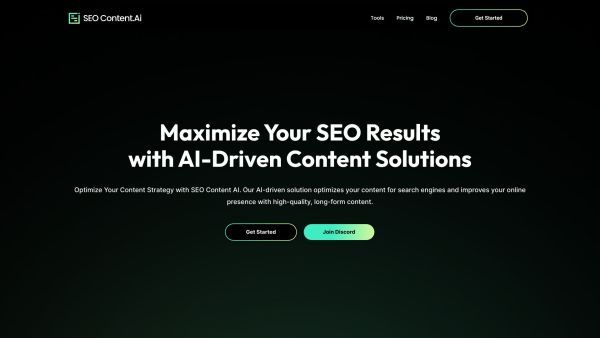 SEO Content.Ai
Tools
Pricing
Blog
Get Started
Maximize Your SEO Results
with AI-Driven Content Solutions
Optimize Your Content Strategy with SEO Content AI. Our AI-driven solution optimizes your content for search engines and improves your online
presence with high-quality, long-form content.
Get Started
Join Discord